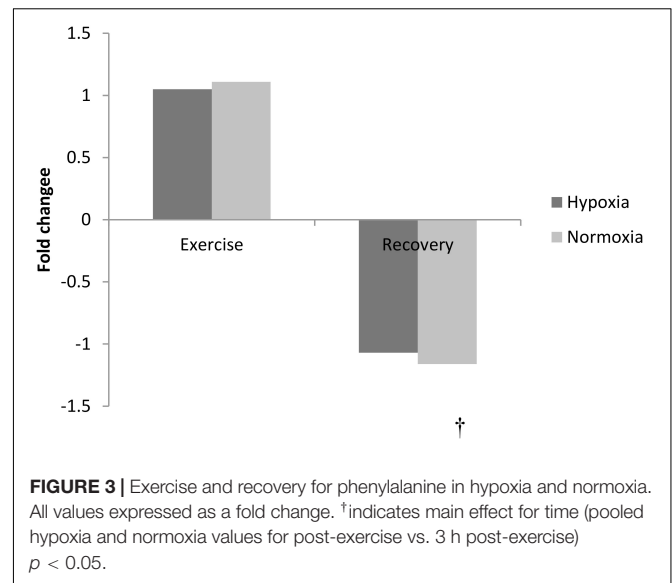 1.5
1
0.5
0
-0.5
-1
-1.5
Fold changee
Exercise
Recovery
Hypoxia
Normoxia
†
FIGURE 3 | Exercise and recovery for phenylalanine in hypoxia and normoxia.
All values expressed as a fold change. †indicates main effect for time (pooled
hypoxia and normoxia values for post-exercise vs. 3 h post-exercise)
p < 0.05.